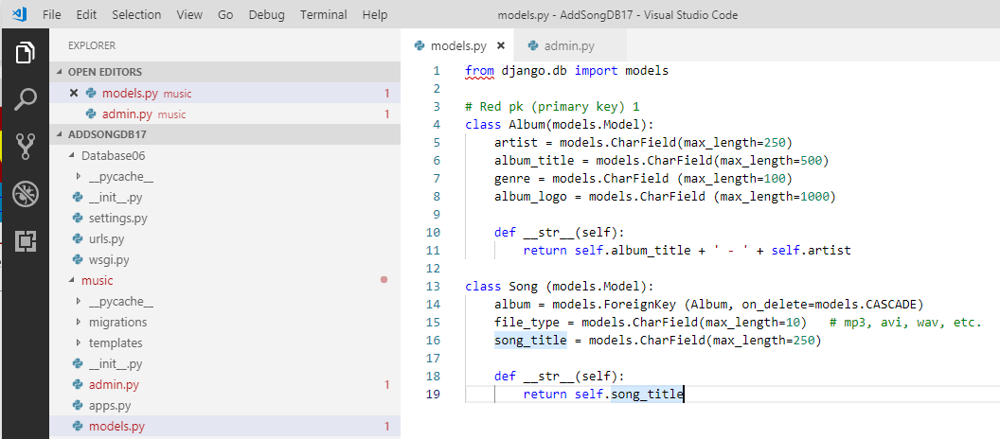 File Edit Selection View Go Debug Terminal Help models.py - AddSongDB17 - Visual Studio Code
EXPLORER
OPEN EDITORS
models.py music 1
admin.py music 1
ADDSONGDB17
Database06
__pycache__
__init__.py
settings.py
urls.py
wsgi.py
music
__pycache__
migrations
templates
__init__.py
admin.py 1
apps.py
models.py 1
models.py admin.py
1 from django.db import models
2
3 # Red pk (primary key) 1
4 class Album(models.Model):
5 artist = models.CharField(max_length=250)
6 album_title = models.CharField(max_length=500)
7 genre = models.CharField (max_length=100)
8 album_logo = models.CharField (max_length=1000)
9
10 def __str__(self):
11 return self.album_title + ' - ' + self.artist
12
13 class Song (models.Model):
14 album = models.ForeignKey (Album, on_delete=models.CASCADE)
15 file_type = models.CharField(max_length=10) # mp3, avi, wav, etc.
16 song_title = models.CharField(max_length=250)
17
18 def __str__(self):
19 return self.song_title